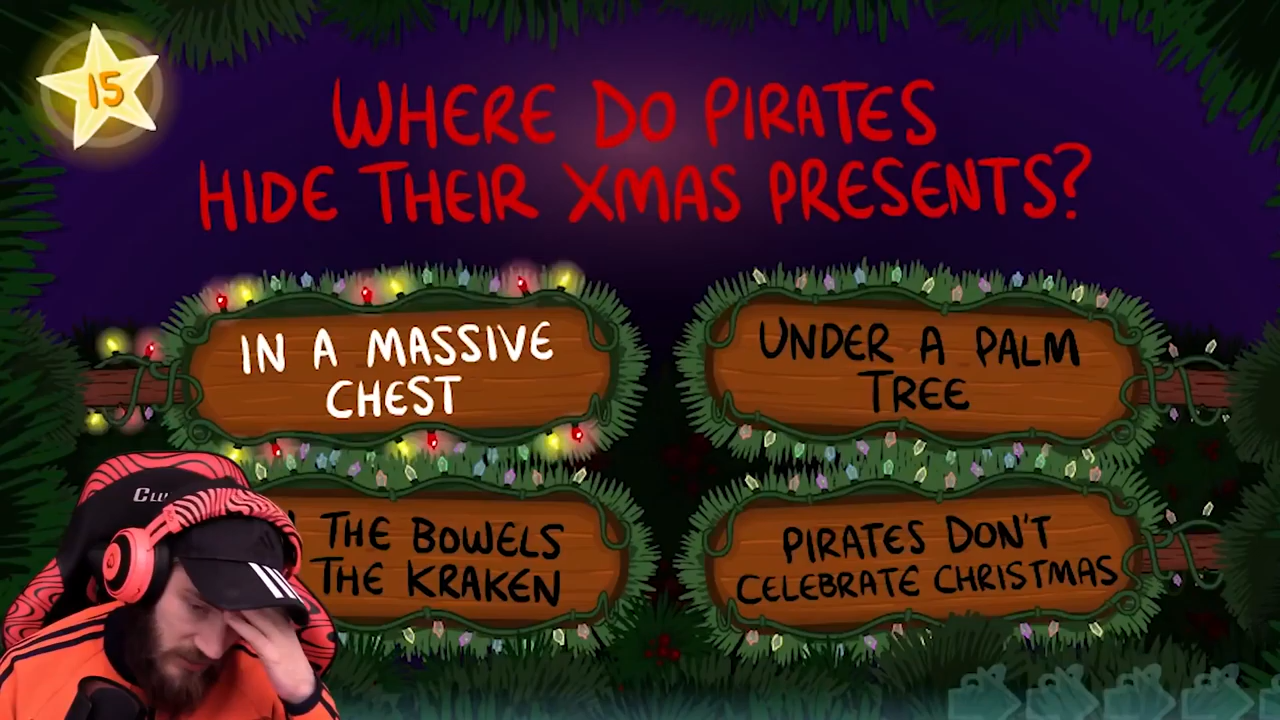 15
WHERE DO PIRATES
HIDE THEIR XMAS PRESENTS?
IN A MASSIVE
CHEST
UNDER A PALM
TREE
THE BOWELS
THE KRAKEN
PIRATES DON'T
CELEBRATE CHRISTMAS